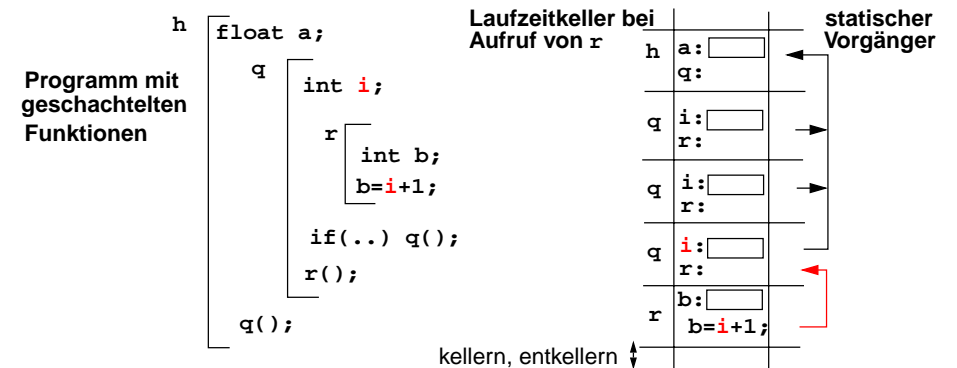 Programm mit
geschachtelten
Funktionen
h
float a;
q
int i;
r
int b;
b=i+1;
if(..) q();
r();
q();
Laufzeitkeller bei
Aufruf von r
statischer
Vorgänger
h a:
q:
q i:
r:
q i:
r:
q i:
r:
r b:
b=i+1;
kellern, entkellern